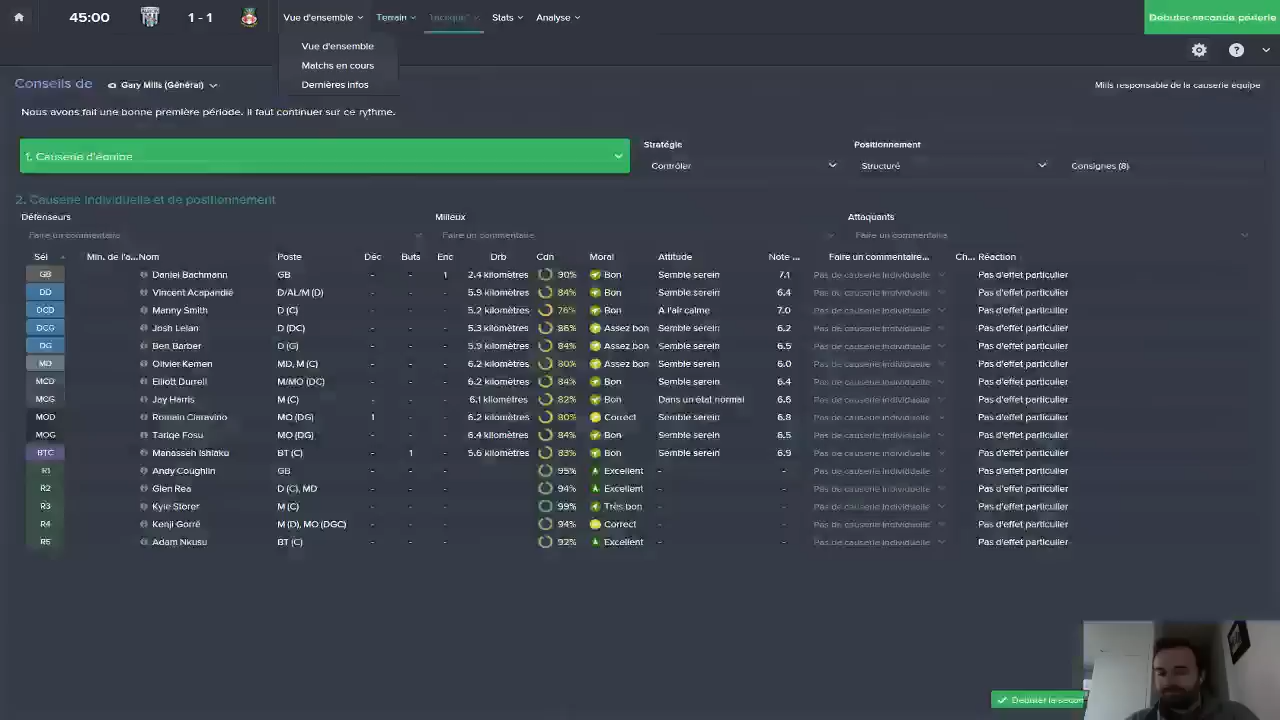 45:00 1 - 1 Vue d'ensemble Terrain Stats Analyse
Vue d'ensemble
Matchs en cours
Dernières infos
Conseils de Gary Mills (Général) Mills responsable de la causerie équipe
Nous avons fait une bonne première période. Il faut continuer sur ce rythme.
Stratégie Positionnement
1. Causerie d'équipe Contrôler Structuré Consignes (8)
2. Causerie individuelle et de positionnement
Défenseurs Milieux Attaquants
Faire un commentaire Faire un commentaire Faire un commentaire
Sél Min. de l'a... Nom Poste Déc Buts Enc Drb Cdn Moral Attitude Note ... Faire un commentaire... Ch... Réaction
GB Daniel Bachmann GB - - 1 2.4 kilomètres 90% Bon Semble serein 7.1 Pas de causerie individuelle Pas d'effet particulier
DD Vincent Acapandié D/AL/M (D) - - - 5.9 kilomètres 84% Bon Semble serein 6.4 Pas de causerie individuelle Pas d'effet particulier
DCD Manny Smith D (C) - - - 5.2 kilomètres 76% Bon A l'air calme 7.0 Pas de causerie individuelle Pas d'effet particulier
DCG Josh Lelan D (DC) - - - 5.3 kilomètres 86% Assez bon Semble serein 6.2 Pas de causerie individuelle Pas d'effet particulier
DG Ben Barber D (G) - - - 5.9 kilomètres 84% Assez bon Semble serein 6.5 Pas de causerie individuelle Pas d'effet particulier
MD Olivier Kemen MD, M (C) - - - 6.2 kilomètres 80% Assez bon Semble serein 6.0 Pas de causerie individuelle Pas d'effet particulier
MCD Elliott Durrell M/MO (DC) - - - 6.2 kilomètres 84% Bon Semble serein 6.4 Pas de causerie individuelle Pas d'effet particulier
MCG Jay Harris M (C) - - - 6.1 kilomètres 82% Bon Dans un état normal 6.6 Pas de causerie individuelle Pas d'effet particulier
MOD Romain Ciaravino MO (DG) 1 - - 6.2 kilomètres 80% Correct Semble serein 6.8 Pas de causerie individuelle Pas d'effet particulier
MOG Tariqe Fosu MO (DG) - - - 6.4 kilomètres 84% Bon Semble serein 6.5 Pas de causerie individuelle Pas d'effet particulier
BTC Manasseh Ishiaku BT (C) - 1 - 5.6 kilomètres 83% Bon Semble serein 6.9 Pas de causerie individuelle Pas d'effet particulier
R1 Andy Coughlin GB - - - 95% Excellent - - Pas de causerie individuelle Pas d'effet particulier
R2 Glen Rea D (C), MD - - - 94% Excellent - - Pas de causerie individuelle Pas d'effet particulier
R3 Kyle Storer M (C) - - - 99% Très bon - - Pas de causerie individuelle Pas d'effet particulier
R4 Kenji Gorré M (D), MO (DGC) - - - 94% Correct - - Pas de causerie individuelle Pas d'effet particulier
R5 Adam Nkusu BT (C) - - - 92% Excellent - - Pas de causerie individuelle Pas d'effet particulier